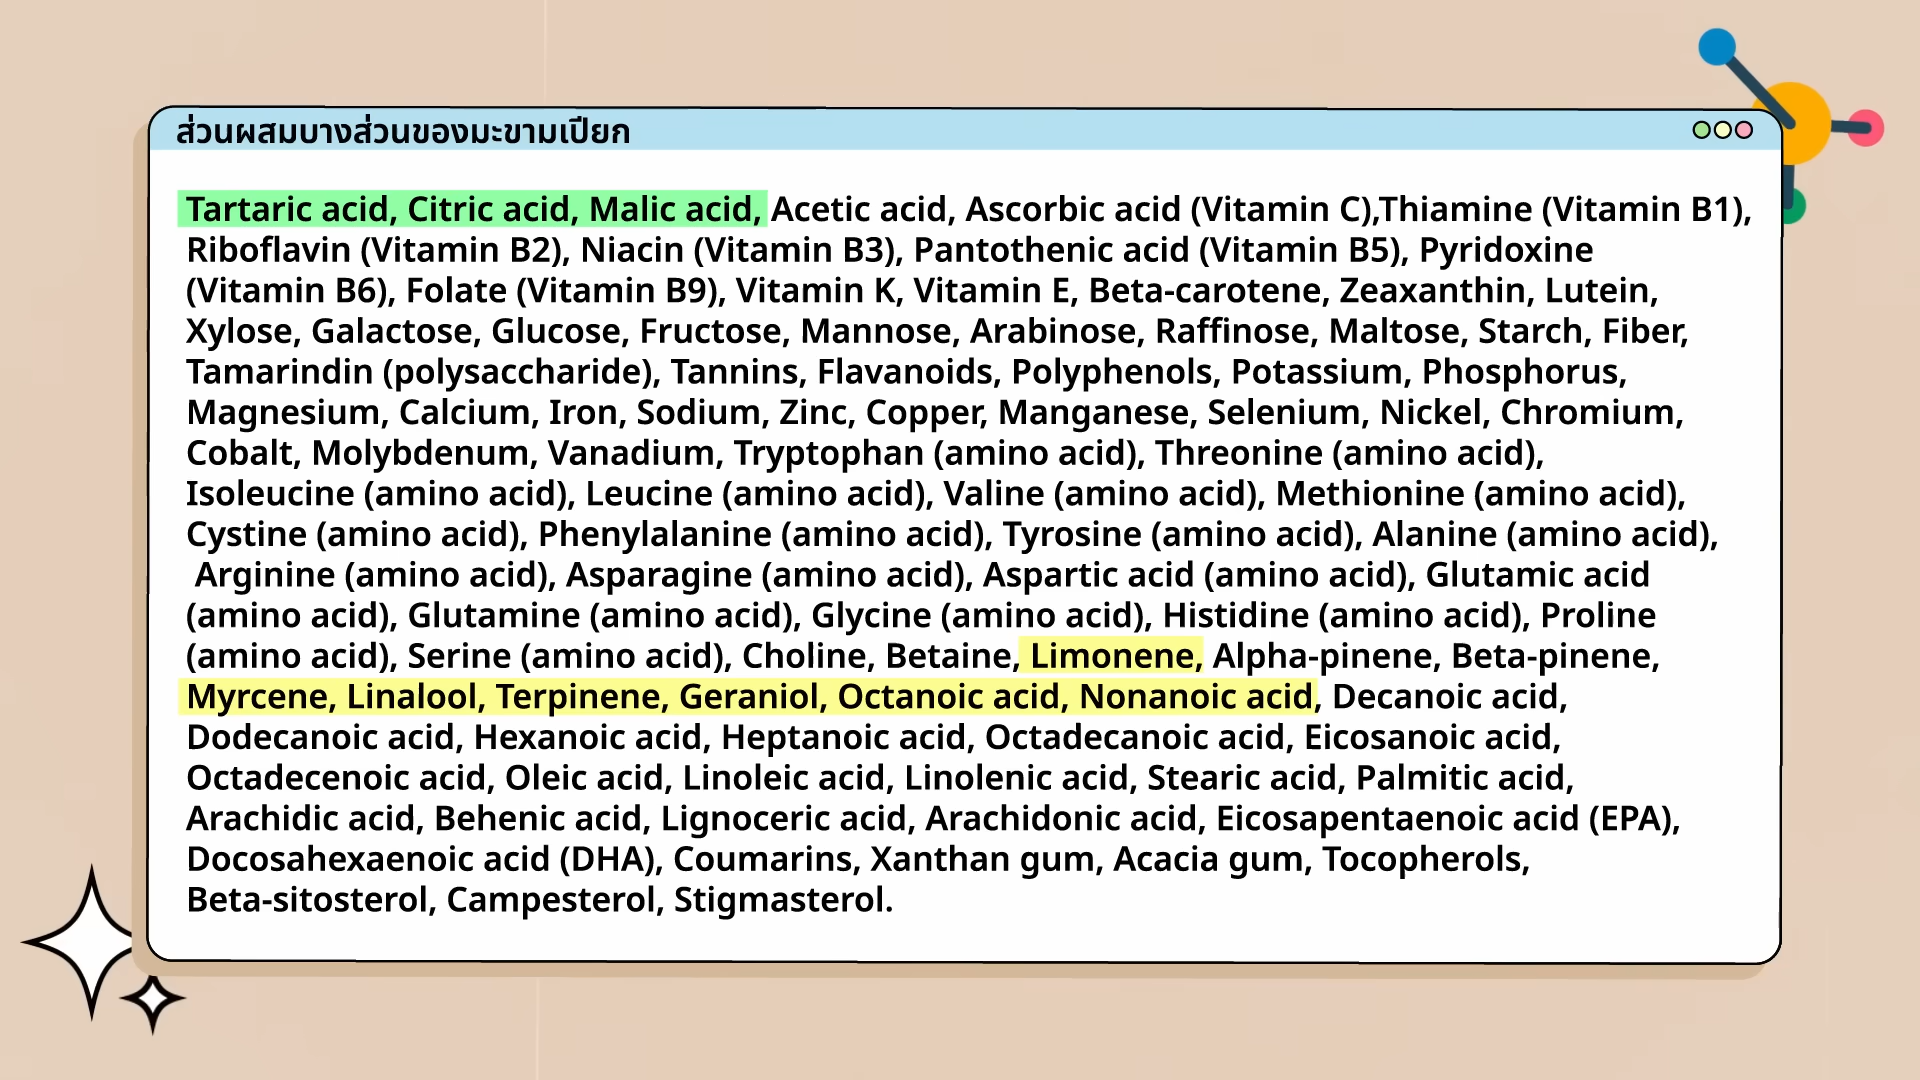 ส่วนผสมบางส่วนของมะขามเปียก
Tartaric acid, Citric acid, Malic acid, Acetic acid, Ascorbic acid (Vitamin C),Thiamine (Vitamin B1),
Riboflavin (Vitamin B2), Niacin (Vitamin B3), Pantothenic acid (Vitamin B5), Pyridoxine
(Vitamin B6), Folate (Vitamin B9), Vitamin K, Vitamin E, Beta-carotene, Zeaxanthin, Lutein,
Xylose, Galactose, Glucose, Fructose, Mannose, Arabinose, Raffinose, Maltose, Starch, Fiber,
Tamarindin (polysaccharide), Tannins, Flavanoids, Polyphenols, Potassium, Phosphorus,
Magnesium, Calcium, Iron, Sodium, Zinc, Copper, Manganese, Selenium, Nickel, Chromium,
Cobalt, Molybdenum, Vanadium, Tryptophan (amino acid), Threonine (amino acid),
Isoleucine (amino acid), Leucine (amino acid), Valine (amino acid), Methionine (amino acid),
Cystine (amino acid), Phenylalanine (amino acid), Tyrosine (amino acid), Alanine (amino acid),
Arginine (amino acid), Asparagine (amino acid), Aspartic acid (amino acid), Glutamic acid
(amino acid), Glutamine (amino acid), Glycine (amino acid), Histidine (amino acid), Proline
(amino acid), Serine (amino acid), Choline, Betaine, Limonene, Alpha-pinene, Beta-pinene,
Myrcene, Linalool, Terpinene, Geraniol, Octanoic acid, Nonanoic acid, Decanoic acid,
Dodecanoic acid, Hexanoic acid, Heptanoic acid, Octadecanoic acid, Eicosanoic acid,
Octadecenoic acid, Oleic acid, Linoleic acid, Linolenic acid, Stearic acid, Palmitic acid,
Arachidic acid, Behenic acid, Lignoceric acid, Arachidonic acid, Eicosapentaenoic acid (EPA),
Docosahexaenoic acid (DHA), Coumarins, Xanthan gum, Acacia gum, Tocopherols,
Beta-sitosterol, Campesterol, Stigmasterol.